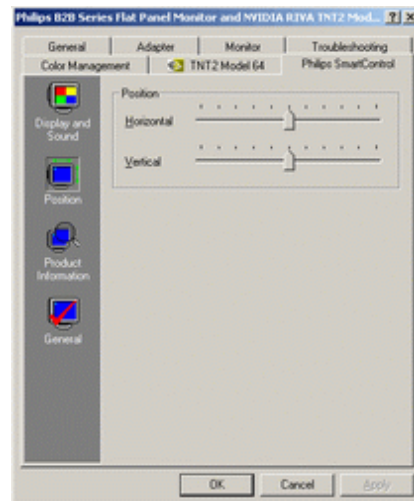 Philips B2B Series Flat Panel Monitor and NVIDIA RIVA TNT2 Mod...
General Adapter Monitor Troubleshooting
Color Management TNT2 Model 64 Philips SmartControl
Display and
Sound
Position
Product
Information
General
Position
Horizontal
Vertical
OK Cancel Apply